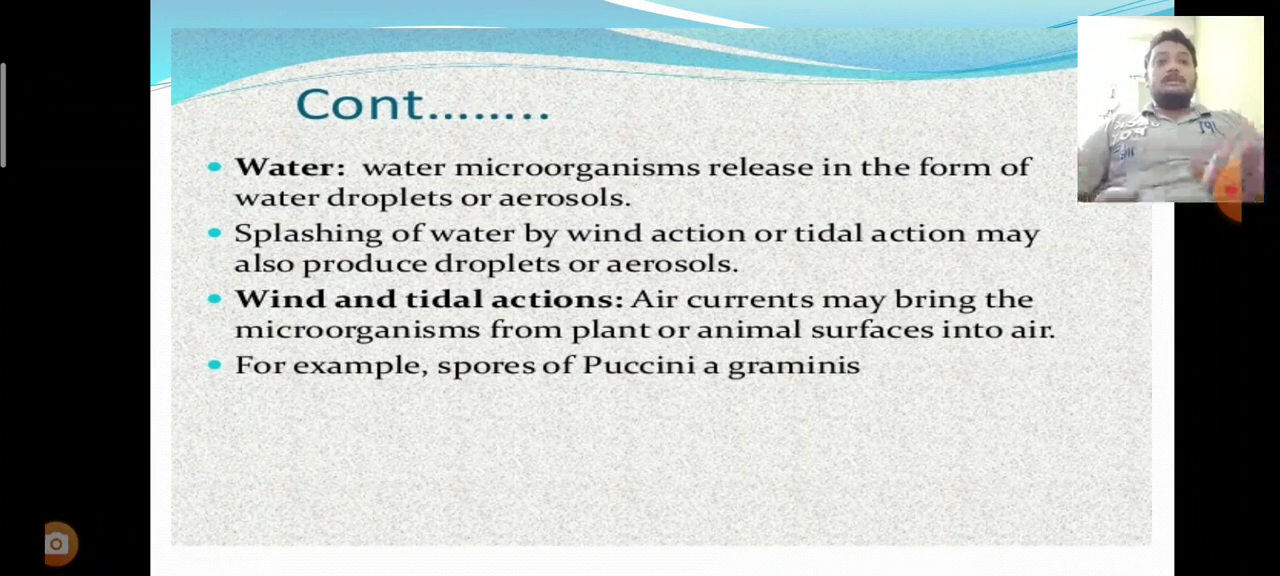 Cont........
Water: water microorganisms release in the form of
water droplets or aerosols.
Splashing of water by wind action or tidal action may
also produce droplets or aerosols.
Wind and tidal actions: Air currents may bring the
microorganisms from plant or animal surfaces into air.
For example, spores of Puccini a graminis